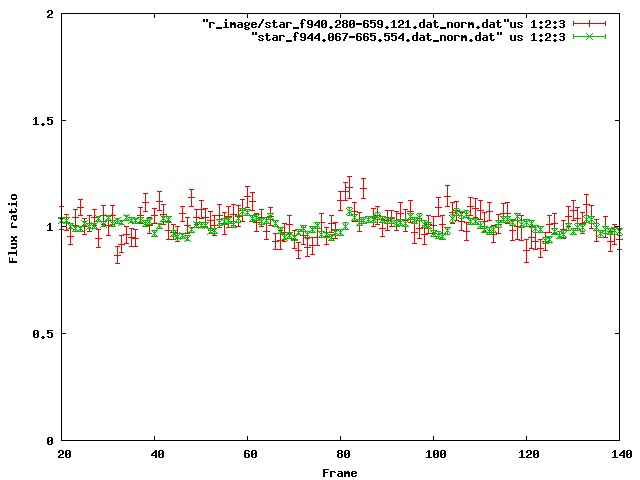 "r_image/star_f940.280-659.121.dat_norm.dat"us 1:2:3
"star_f944.067-665.554.dat_norm.dat" us 1:2:3
2
1.5
1
0.5
0
Flux ratio
20 40 60 80 100 120 140
Frame